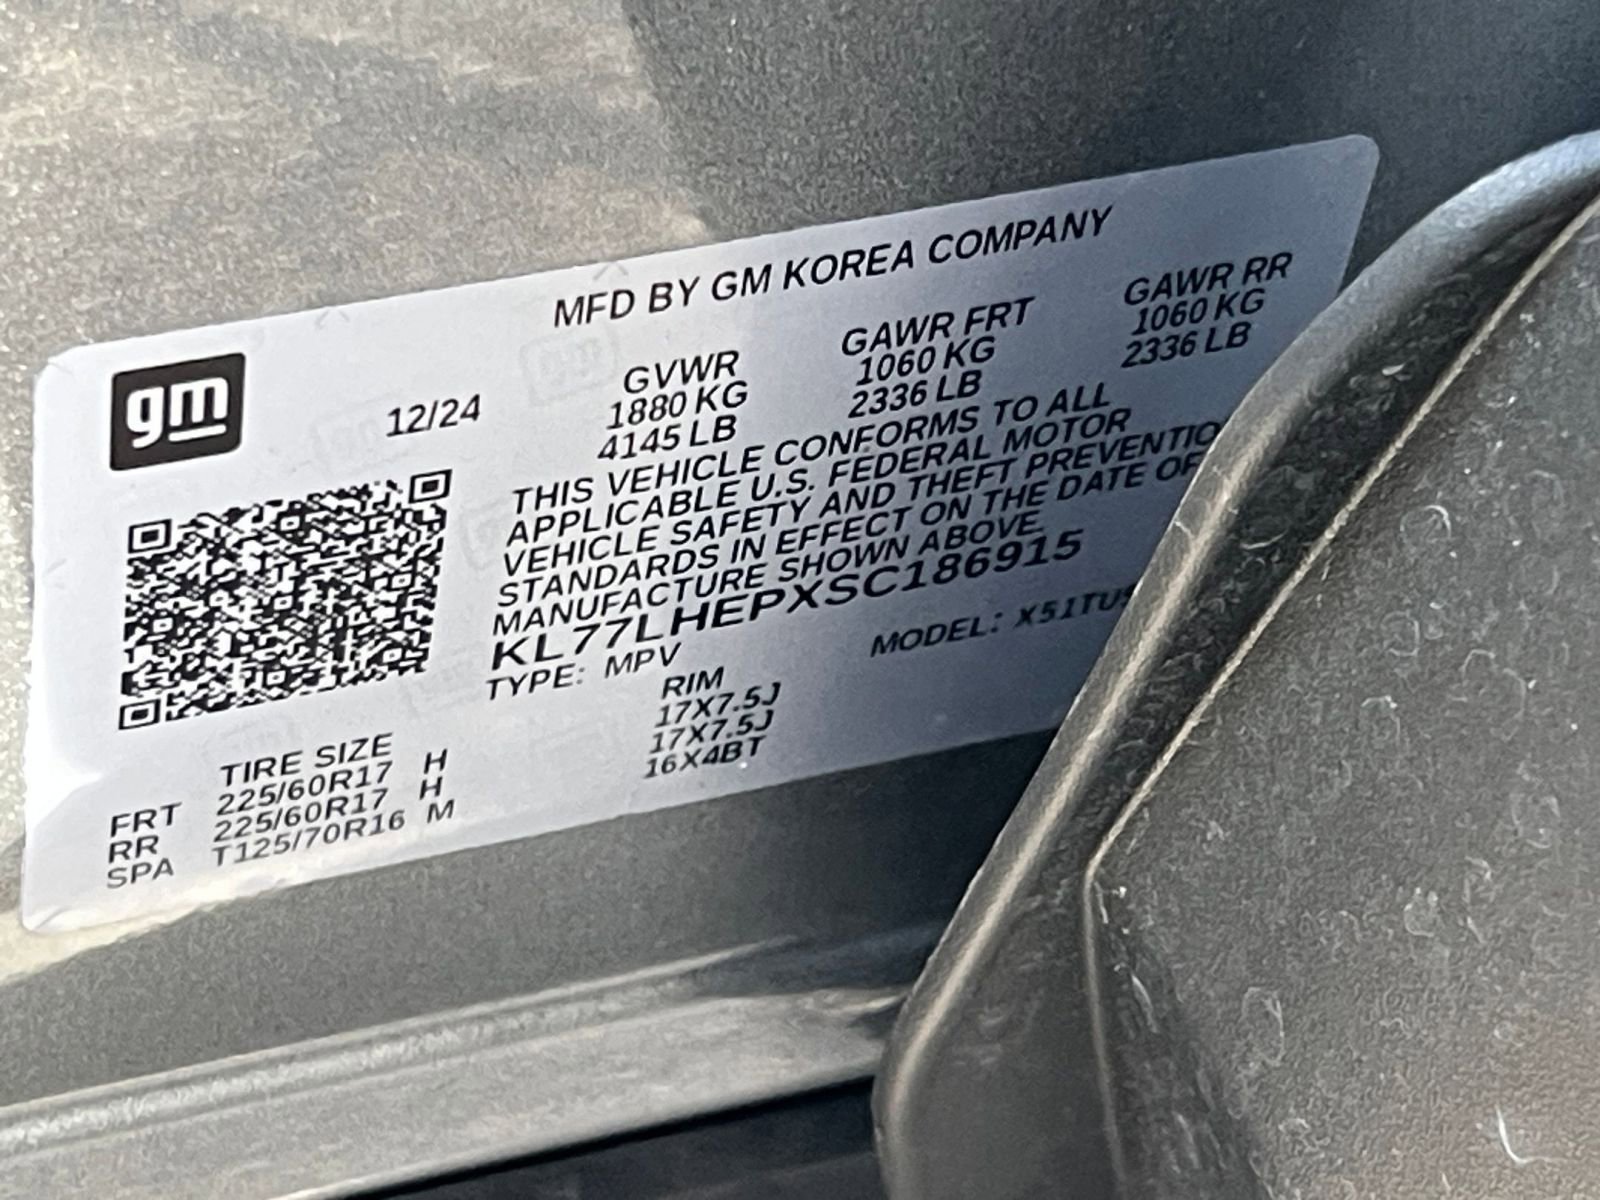 MFD BY GM KOREA COMPANY
gm
12/24
GVWR GAWR FRT GAWR RR
1880 KG 1060 KG 1060 KG
4145 LB 2336 LB 2336 LB
THIS VEHICLE CONFORMS TO ALL
APPLICABLE U.S. FEDERAL MOTOR
VEHICLE SAFETY AND THEFT PREVENTIO
STANDARDS IN EFFECT ON THE DATE OF
MANUFACTURE SHOWN ABOVE.
KL77LHEPXSC186915
TYPE: MPV MODEL: X51TUS
TIRE SIZE RIM
FRT 225/60R17 H 17X7.5J
RR 225/60R17 H 17X7.5J
SPA T125/70R16 M 16X4BT